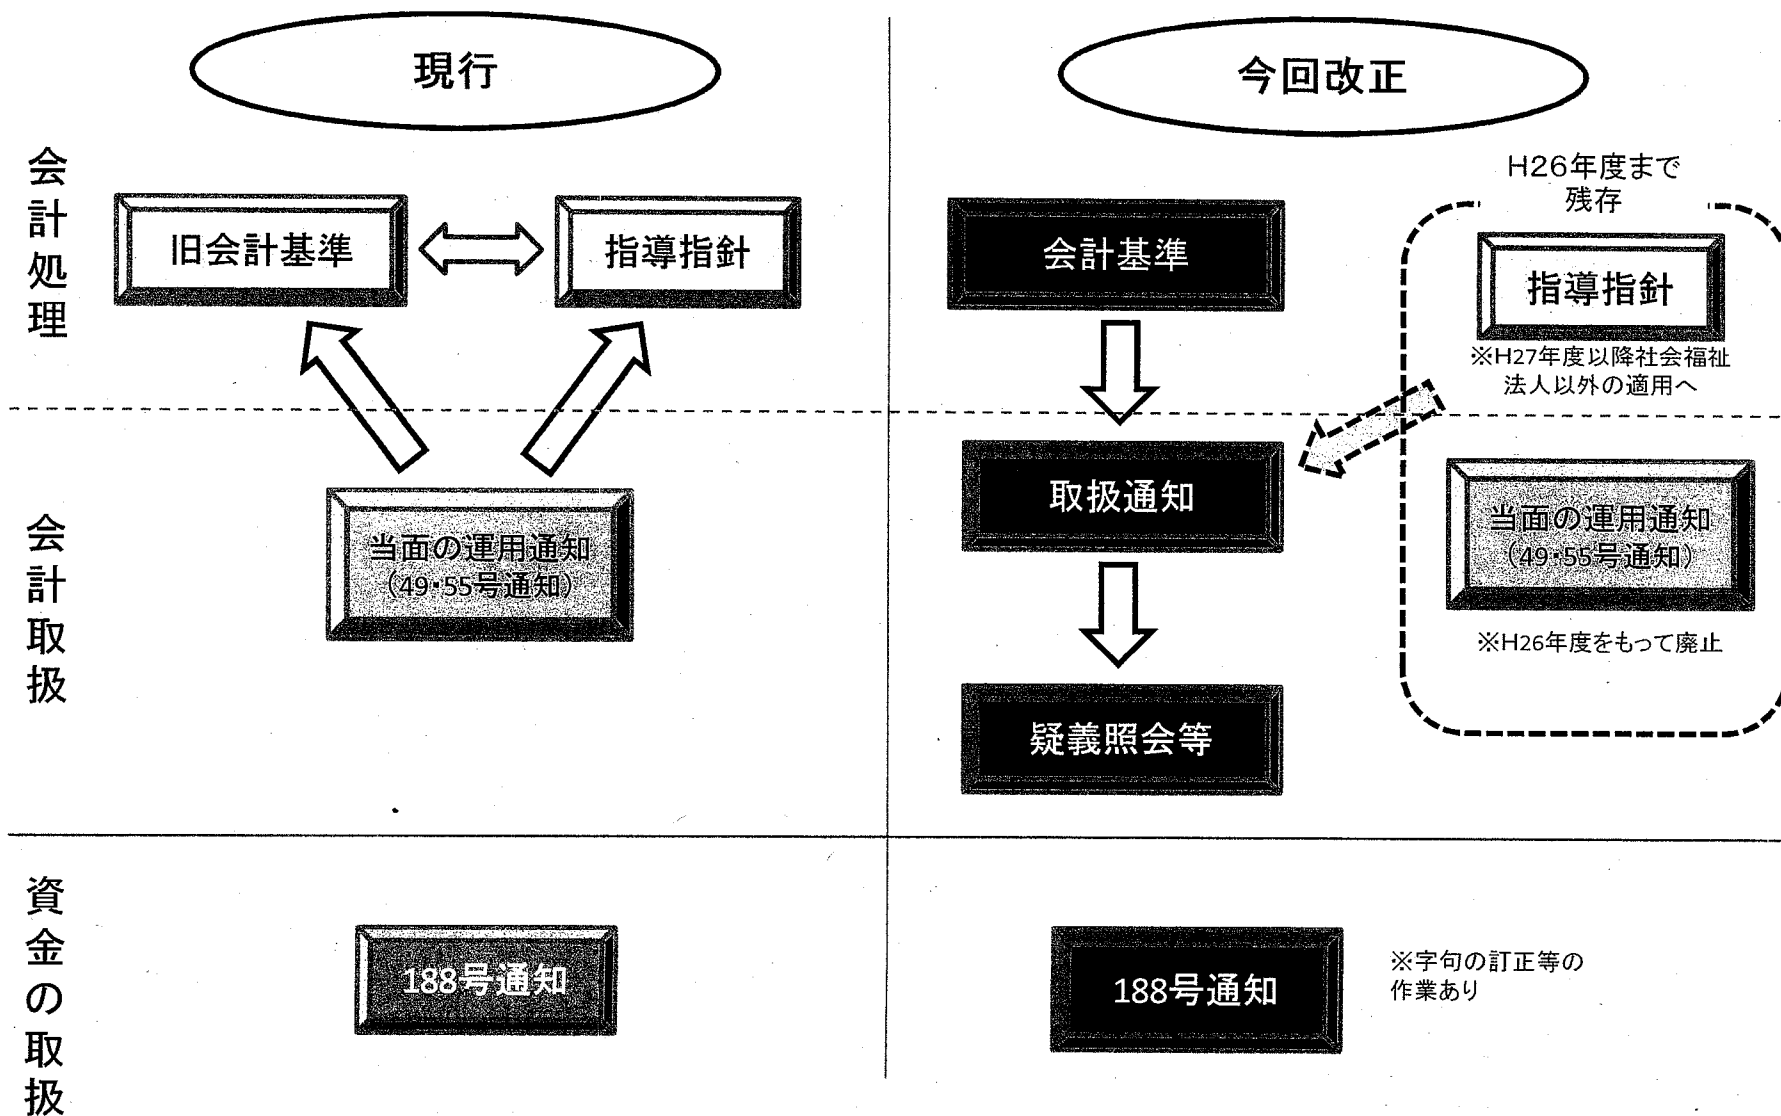 現行
今回改正
会計処理
旧会計基準
指導指針
会計基準
H26年度まで
残存
指導指針
※H27年度以降社会福祉
法人以外の適用へ
会計取扱
当面の運用通知
(49・55号通知)
取扱通知
疑義照会等
当面の運用通知
(49・55号通知)
※H26年度をもって廃止
資金の取扱
188号通知
188号通知
※字句の訂正等の
作業あり